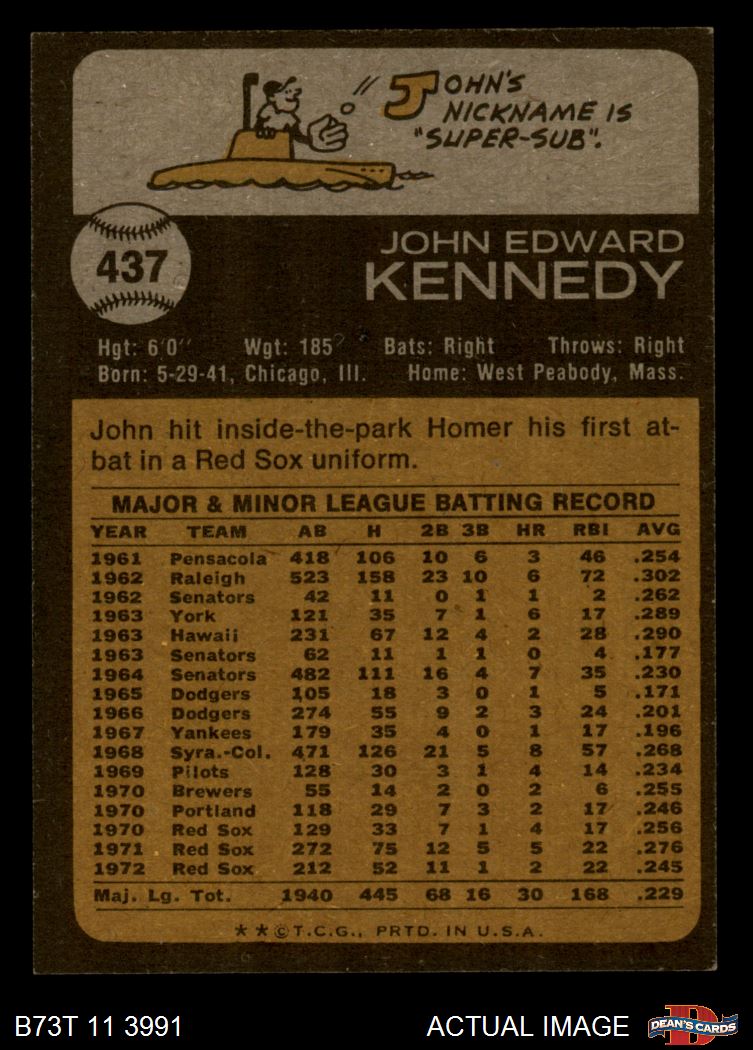 JOHN'S
NICKNAME IS
"SUPER-SUB".
437
JOHN EDWARD
KENNEDY
Hgt: 6'0" Wgt: 185 Bats: Right Throws: Right
Born: 5-29-41, Chicago, Ill. Home: West Peabody, Mass.
John hit inside-the-park Homer his first at-
bat in a Red Sox uniform.
MAJOR & MINOR LEAGUE BATTING RECORD
YEAR TEAM AB H 2B 3B HR RBI AVG
1961 Pensacola 418 106 10 6 3 46 .254
1962 Raleigh 523 158 23 10 6 72 .302
1962 Senators 42 11 0 1 1 2 .262
1963 York 121 35 7 1 6 17 .289
1963 Hawaii 231 67 12 4 2 28 .290
1963 Senators 62 11 1 1 0 4 .177
1964 Senators 482 111 16 4 7 35 .230
1965 Dodgers 105 18 3 0 1 5 .171
1966 Dodgers 274 55 9 2 3 24 .201
1967 Yankees 179 35 4 0 1 17 .196
1968 Syra.-Col. 471 126 21 5 8 57 .268
1969 Pilots 128 30 3 1 4 14 .234
1970 Brewers 55 14 2 0 2 6 .255
1970 Portland 118 29 7 3 2 17 .246
1970 Red Sox 129 33 7 1 4 17 .256
1971 Red Sox 272 75 12 5 5 22 .276
1972 Red Sox 212 52 11 1 2 22 .245
Maj. Lg. Tot. 1940 445 68 16 30 168 .229
* * © T.C.G., PRTD. IN U.S.A.
B73T 11 3991 ACTUAL IMAGE
D
DEAN'S CARDS